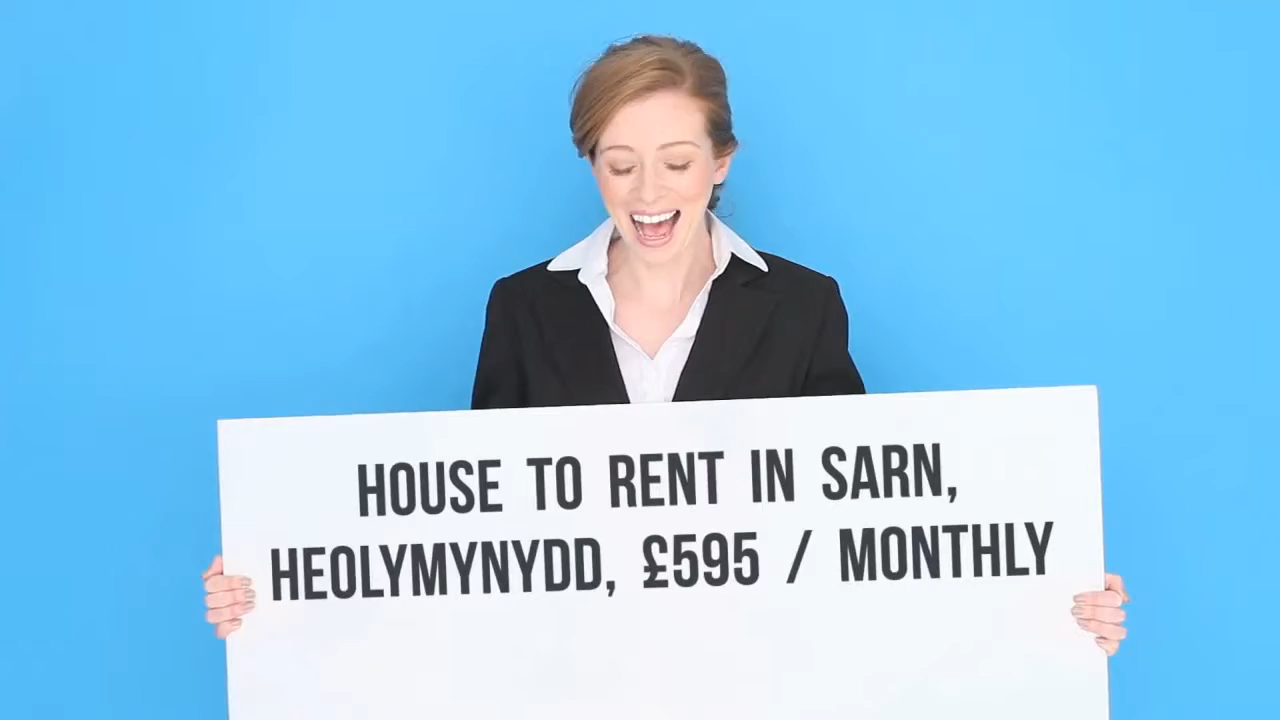 HOUSE TO RENT IN SARN,
HEOLYMYNYDD, £595 / MONTHLY